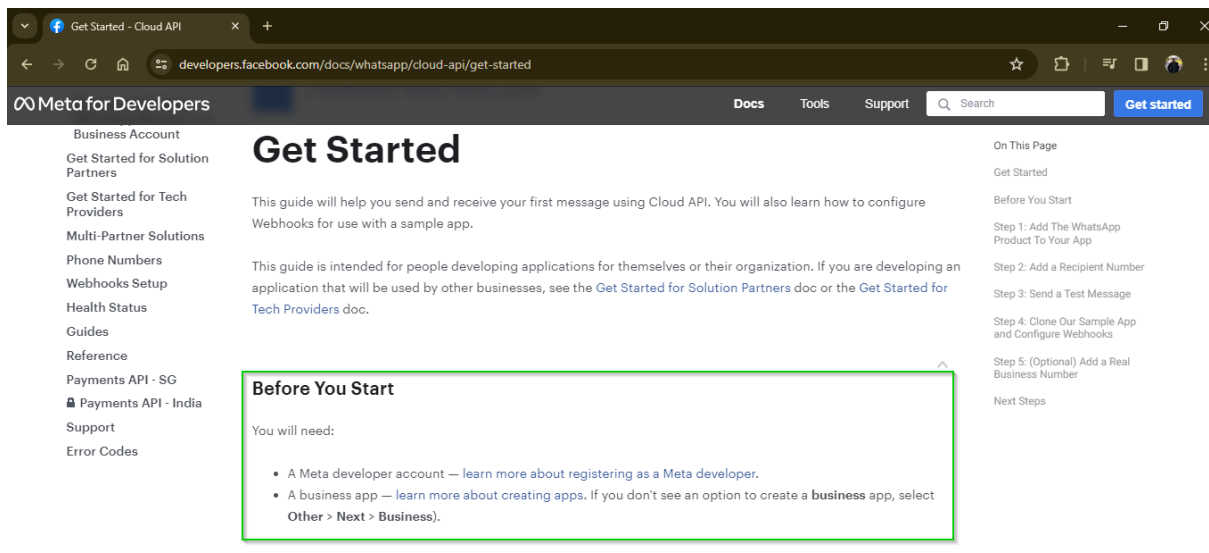 Get Started - Cloud API
developers.facebook.com/docs/whatsapp/cloud-api/get-started
Meta for Developers
Docs
Tools
Support
Search
Get started
Business Account
Get Started for Solution
Partners
Get Started for Tech
Providers
Multi-Partner Solutions
Phone Numbers
Webhooks Setup
Health Status
Guides
Reference
Payments API - SG
Payments API - India
Support
Error Codes
Get Started
This guide will help you send and receive your first message using Cloud API. You will also learn how to configure
Webhooks for use with a sample app.
This guide is intended for people developing applications for themselves or their organization. If you are developing an
application that will be used by other businesses, see the Get Started for Solution Partners doc or the Get Started for
Tech Providers doc.
Before You Start
You will need:
• A Meta developer account — learn more about registering as a Meta developer.
• A business app — learn more about creating apps. If you don't see an option to create a business app, select
Other > Next > Business).
On This Page
Get Started
Before You Start
Step 1: Add The WhatsApp
Product To Your App
Step 2: Add a Recipient Number
Step 3: Send a Test Message
Step 4: Clone Our Sample App
and Configure Webhooks
Step 5: (Optional) Add a Real
Business Number
Next Steps